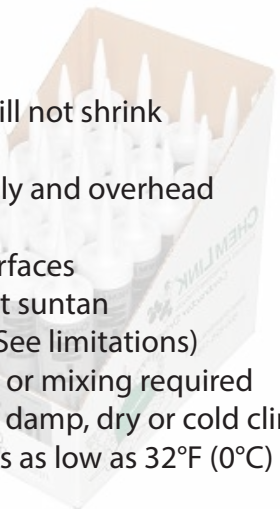 ill not shrink
ly and overhead
rfaces
t suntan
See limitations)
or mixing required
damp, dry or cold clin
s as low as 32°F (0°C)
CHEMLINK